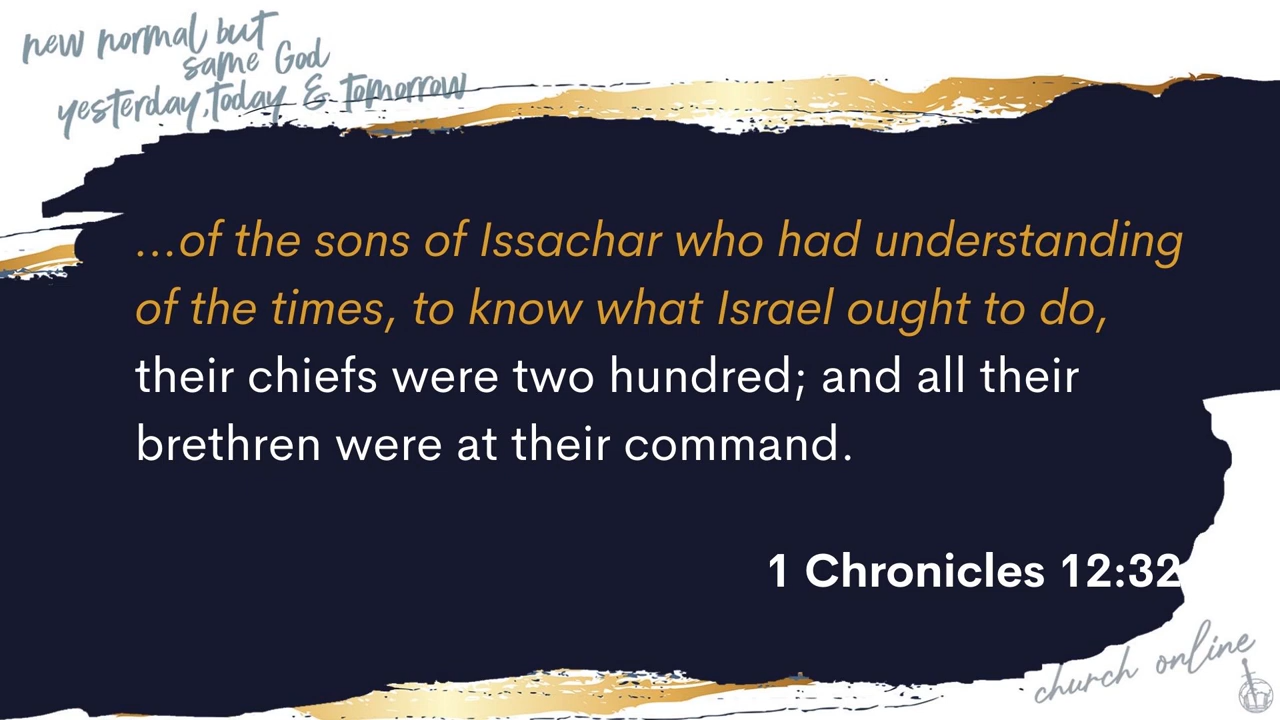 new normal but
same God
yesterday, today & tomorrow
...of the sons of Issachar who had understanding
of the times, to know what Israel ought to do,
their chiefs were two hundred; and all their
brethren were at their command.
1 Chronicles 12:32
church online